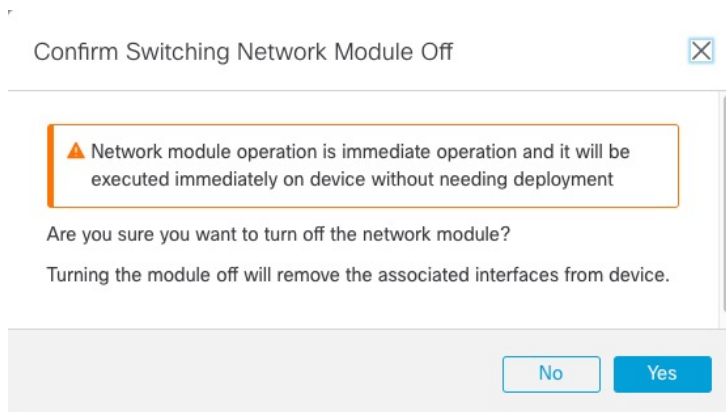 Confirm Switching Network Module Off
Network module operation is immediate operation and it will be
executed immediately on device without needing deployment
Are you sure you want to turn off the network module?
Turning the module off will remove the associated interfaces from device.
No
Yes